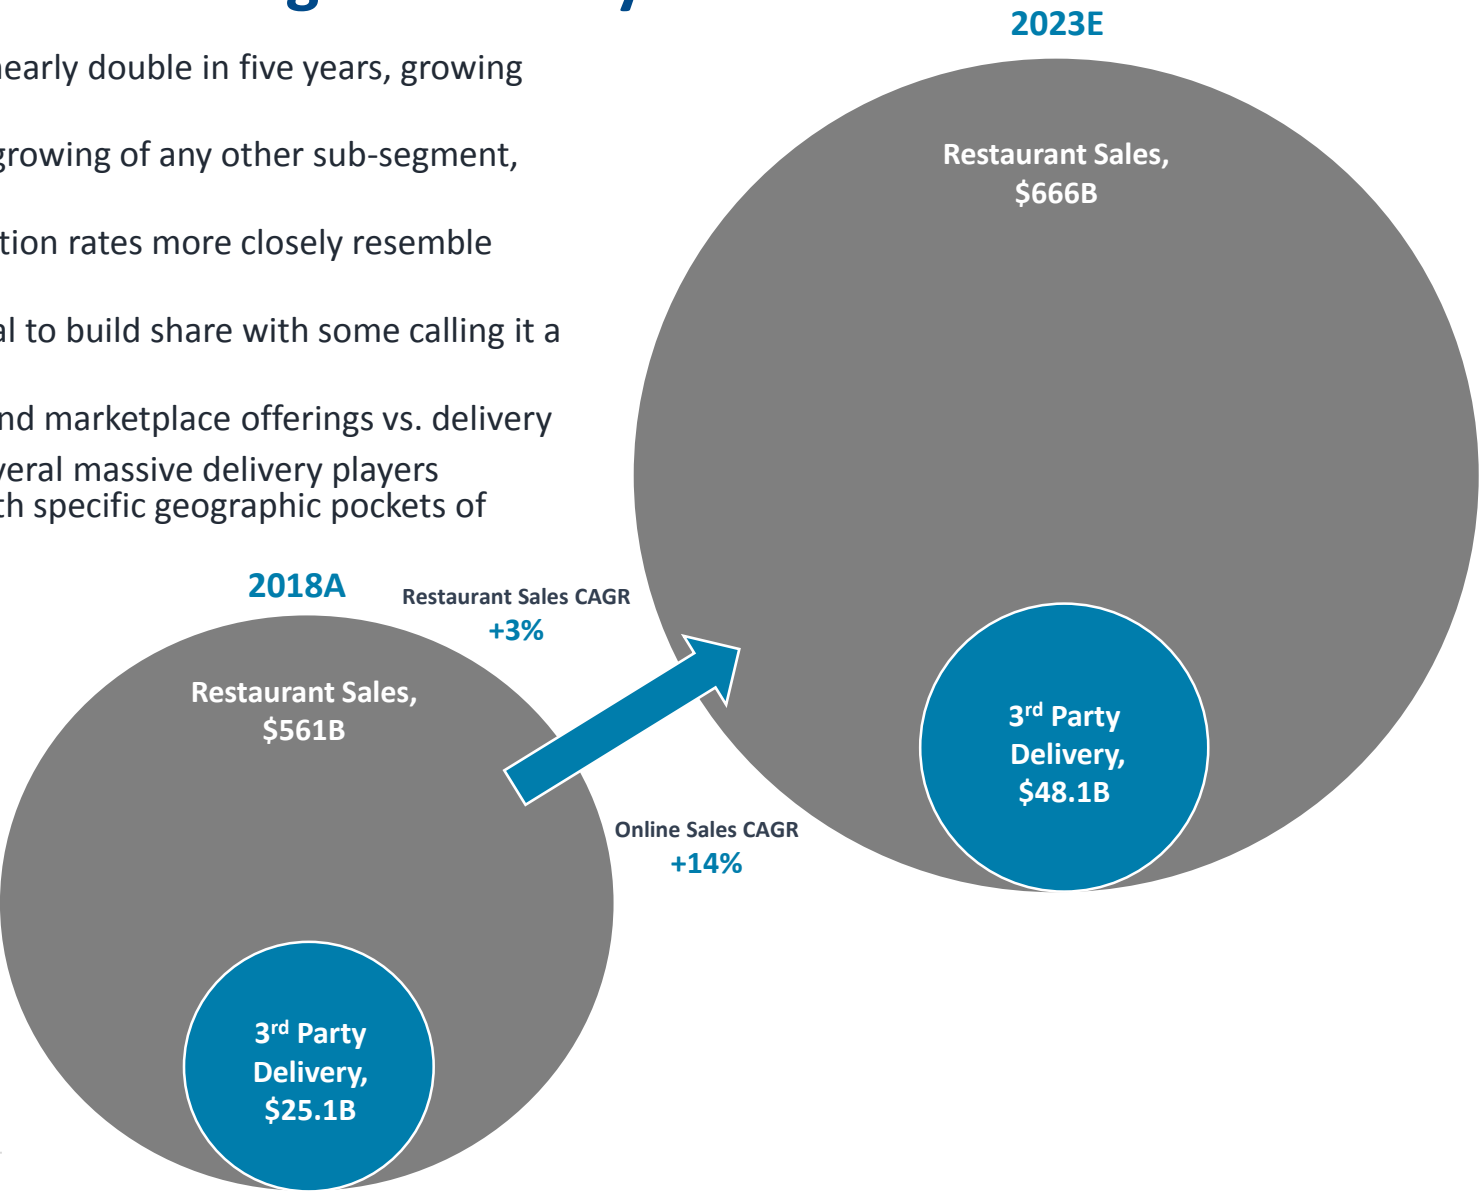 2023E
nearly double in five years, growing
growing of any other sub-segment,
tion rates more closely resemble
al to build share with some calling it a
nd marketplace offerings vs. delivery
veral massive delivery players
th specific geographic pockets of
Restaurant Sales,
$666B
3rd Party
Delivery,
$48.1B
2018A
Restaurant Sales CAGR
+3%
Restaurant Sales,
$561B
Online Sales CAGR
+14%
3rd Party
Delivery,
$25.1B